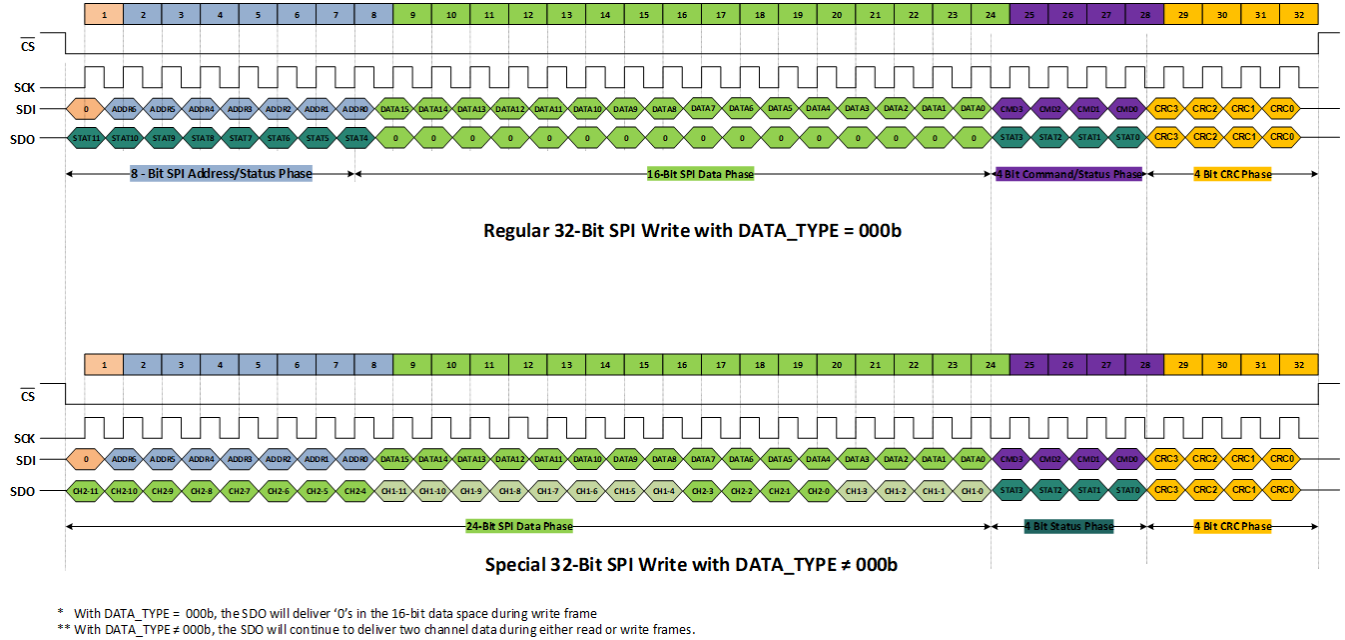 1 2 3 4 5 6 7 8 9 10 11 12 13 14 15 16 17 18 19 20 21 22 23 24 25 26 27 28 29 30 31 32
CS
SCK
SDI 0 ADDR6 ADDR5 ADDR4 ADDR3 ADDR2 ADDR1 ADDR0 DATA15 DATA14 DATA13 DATA12 DATA11 DATA10 DATA9 DATA8 DATA7 DATA6 DATA5 DATA4 DATA3 DATA2 DATA1 DATA0 CMD3 CMD2 CMD1 CMD0 CRC3 CRC2 CRC1 CRC0
SDO STAT11 STAT10 STAT9 STAT8 STAT7 STAT6 STAT5 STAT4 0 0 0 0 0 0 0 0 0 0 0 0 0 0 0 0 STAT3 STAT2 STAT1 STAT0 CRC3 CRC2 CRC1 CRC0
8 - Bit SPI Address/Status Phase 16-Bit SPI Data Phase 4 Bit Command/Status Phase 4 Bit CRC Phase
Regular 32-Bit SPI Write with DATA_TYPE = 000b
1 2 3 4 5 6 7 8 9 10 11 12 13 14 15 16 17 18 19 20 21 22 23 24 25 26 27 28 29 30 31 32
CS
SCK
SDI 0 ADDR6 ADDR5 ADDR4 ADDR3 ADDR2 ADDR1 ADDR0 DATA15 DATA14 DATA13 DATA12 DATA11 DATA10 DATA9 DATA8 DATA7 DATA6 DATA5 DATA4 DATA3 DATA2 DATA1 DATA0 CMD3 CMD2 CMD1 CMD0 CRC3 CRC2 CRC1 CRC0
SDO CH2-11 CH2-10 CH2-9 CH2-8 CH2-7 CH2-6 CH2-5 CH2-4 CH1-11 CH1-10 CH1-9 CH1-8 CH1-7 CH1-6 CH1-5 CH1-4 CH2-3 CH2-2 CH2-1 CH2-0 CH1-3 CH1-2 CH1-1 CH1-0 STAT3 STAT2 STAT1 STAT0 CRC3 CRC2 CRC1 CRC0
24-Bit SPI Data Phase 4 Bit Status Phase 4 Bit CRC Phase
Special 32-Bit SPI Write with DATA_TYPE ≠ 000b
* With DATA_TYPE = 000b, the SDO will deliver '0's in the 16-bit data space during write frame
** With DATA_TYPE ≠ 000b, the SDO will continue to deliver two channel data during either read or write frames.